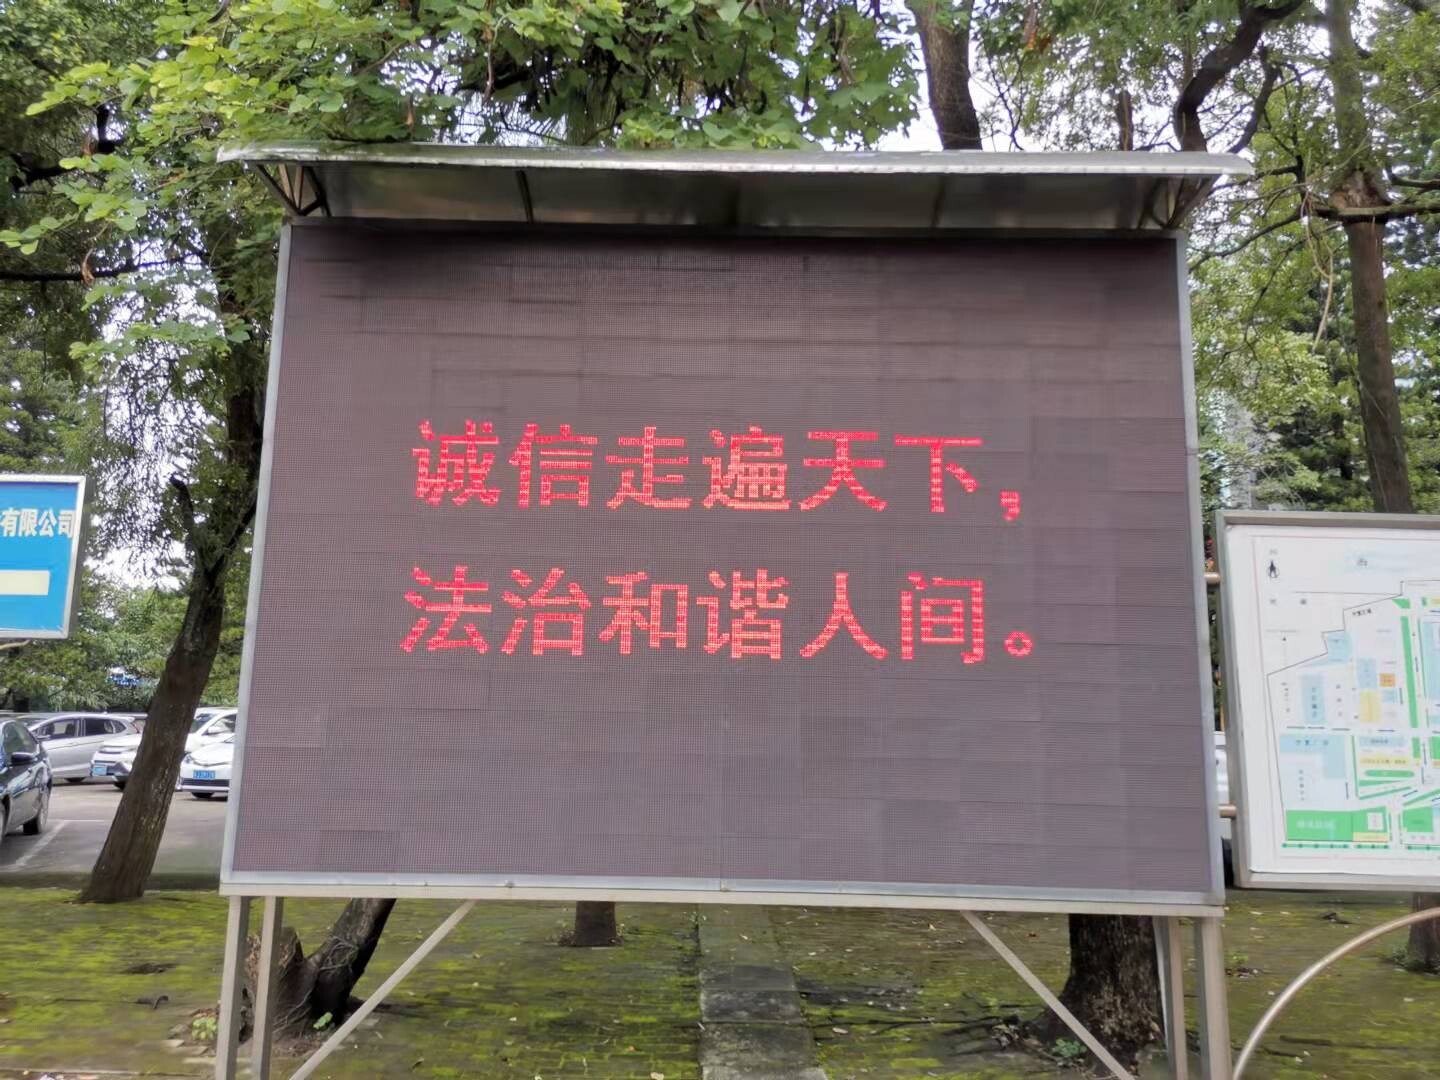 诚信走遍天下，
法治和谐人间。
有限公司